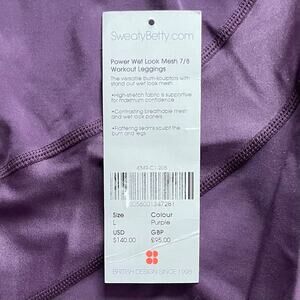 SweatyBetty.com
Power Wet Look Mesh 7/8
Workout Leggings
The versatile bum-sculptors with
stand out wet look mesh.
•High-stretch fabric is supportive
for maximum confidence
•Contrasting breathable mesh
and wet look panels
•Flattering seams sculpt the
bum and legs
Size Colour
L Purple
USD GBP
$140.00 £95.00
BRITISH DESIGN SINCE 1998